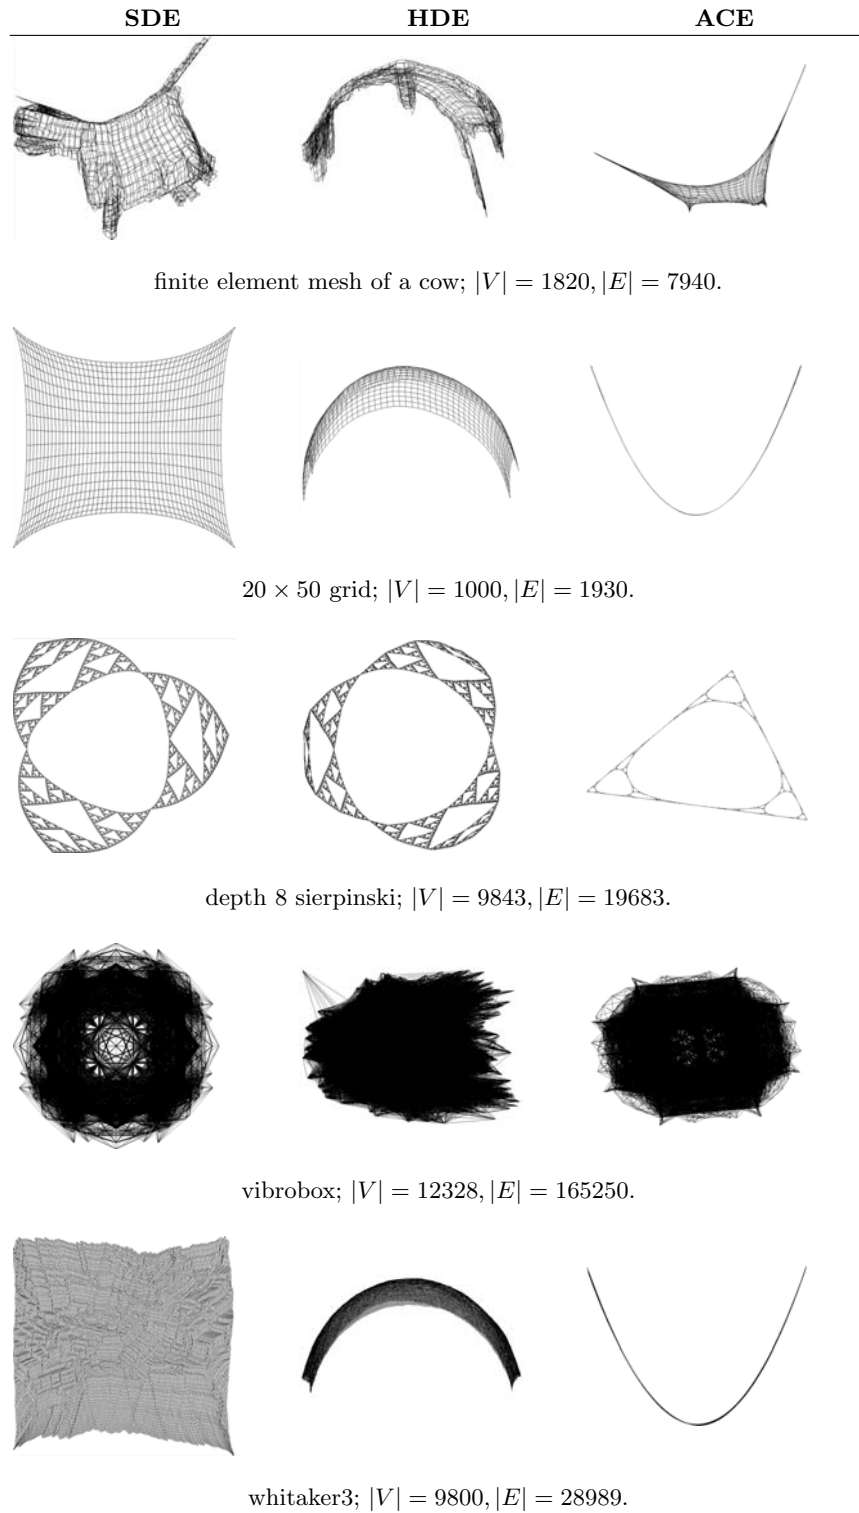 SDE HDE ACE
finite element mesh of a cow; |V| = 1820, |E| = 7940.
20 × 50 grid; |V| = 1000, |E| = 1930.
depth 8 sierpinski; |V| = 9843, |E| = 19683.
vibrobox; |V| = 12328, |E| = 165250.
whitaker3; |V| = 9800, |E| = 28989.